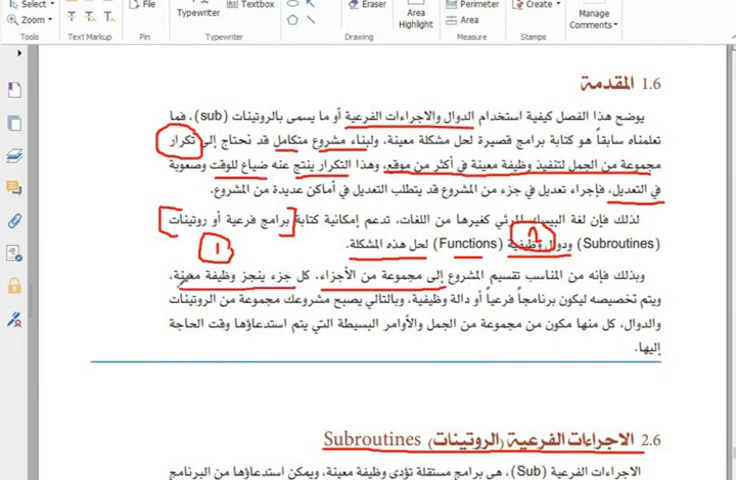 Select
Zoom
Tools
Text Markup
File
Pin
Typewriter
Textbox
Typewriter
Drawing
Eraser
Area
Highlight
Perimeter
Area
Measure
Create
Stamps
Manage
Comments
Comments
1.6 المقدمة
يوضح هذا الفصل كيفية استخدام الدوال والاجراءات الفرعية أو ما يسمى بالروتينات (sub)، فما
تعلمناه سابقاً هو كتابة برامج قصيرة لحل مشكلة معينة، ولبناء مشروع متكامل قد نحتاج إلى تكرار
مجموعة من الجمل لتنفيذ وظيفة معينة في أكثر من موقع، وهذا التكرار ينتج عنه ضياع للوقت وصعوبة
في التعديل، فإجراء تعديل في جزء من المشروع قد يتطلب التعديل في أماكن عديدة من المشروع.
لذلك فإن لغة البيسك المرئي كغيرها من اللغات، تدعم إمكانية كتابة برامج فرعية أو روتينات
(Subroutines) ودوال وظيفية (Functions) لحل هذه المشكلة.
2
1
وبذلك فإنه من المناسب تقسيم المشروع إلى مجموعة من الأجزاء، كل جزء ينجز وظيفة معينة،
ويتم تخصيصه ليكون برنامجاً فرعياً أو دالة وظيفية، وبالتالي يصبح مشروعك مجموعة من الروتينات
والدوال، كل منها مكون من مجموعة من الجمل والأوامر البسيطة التي يتم استدعاؤها وقت الحاجة
إليها.
2.6 الاجراءات الفرعية (الروتينات) Subroutines
الاجراءات الفرعية (Sub)، هي برامج مستقلة تؤدي وظيفة معينة، ويمكن استدعاؤها من البرنامج